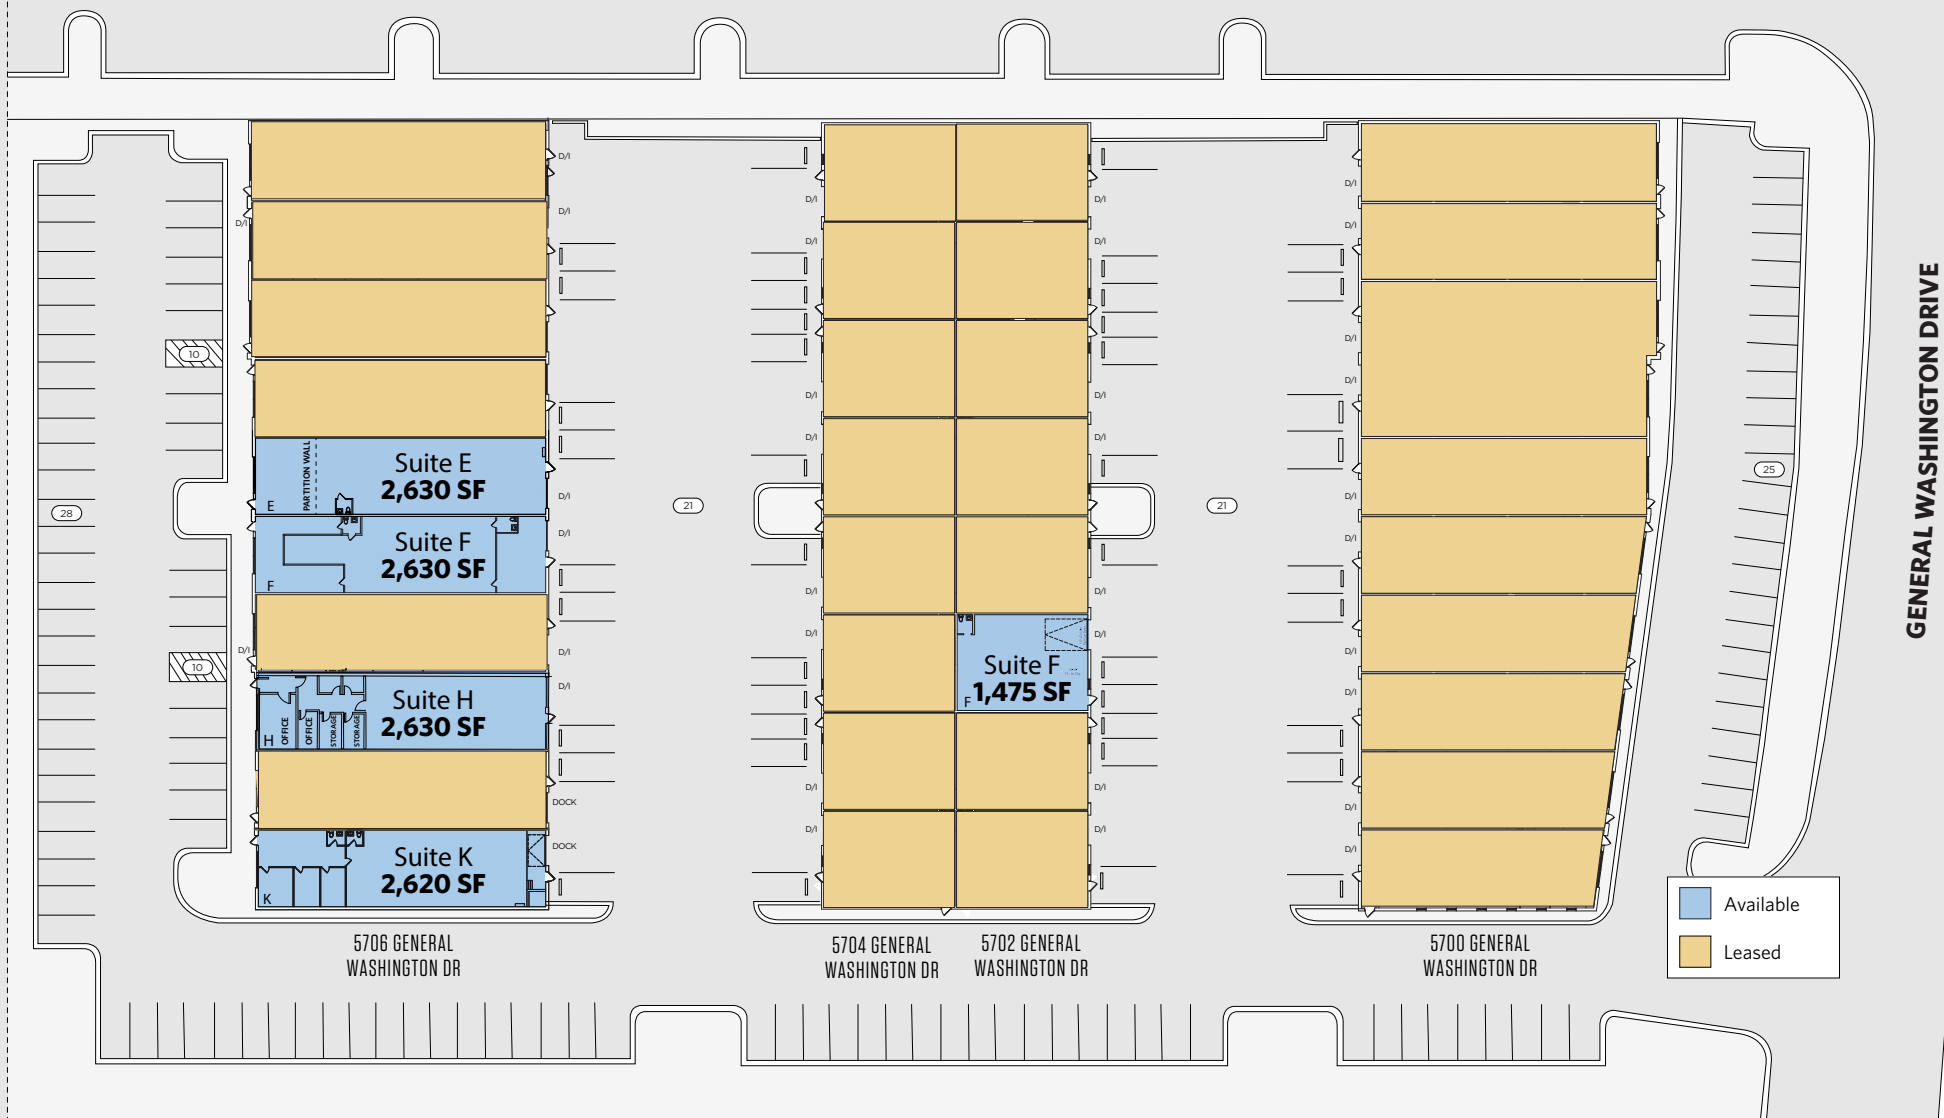 D/I
D/I
D/I
10
PARTITION WALL
Suite E
2,630 SF
E
D/I
28
Suite F
2,630 SF
F
D/I
D/I
D/I
10
D/I
Suite H
2,630 SF
H
OFFICE
OFFICE
STORAGE
STORAGE
DOCK
DOCK
Suite K
2,620 SF
K
5706 GENERAL
WASHINGTON DR
21
D/I
D/I
D/I
D/I
D/I
D/I
D/I
D/I
5704 GENERAL
WASHINGTON DR
D/I
D/I
D/I
D/I
D/I
D/I
D/I
D/I
Suite F
1,475 SF
F
5702 GENERAL
WASHINGTON DR
21
D/I
D/I
D/I
D/I
D/I
D/I
D/I
D/I
D/I
D/I
5700 GENERAL
WASHINGTON DR
25
GENERAL WASHINGTON DRIVE
Available
Leased